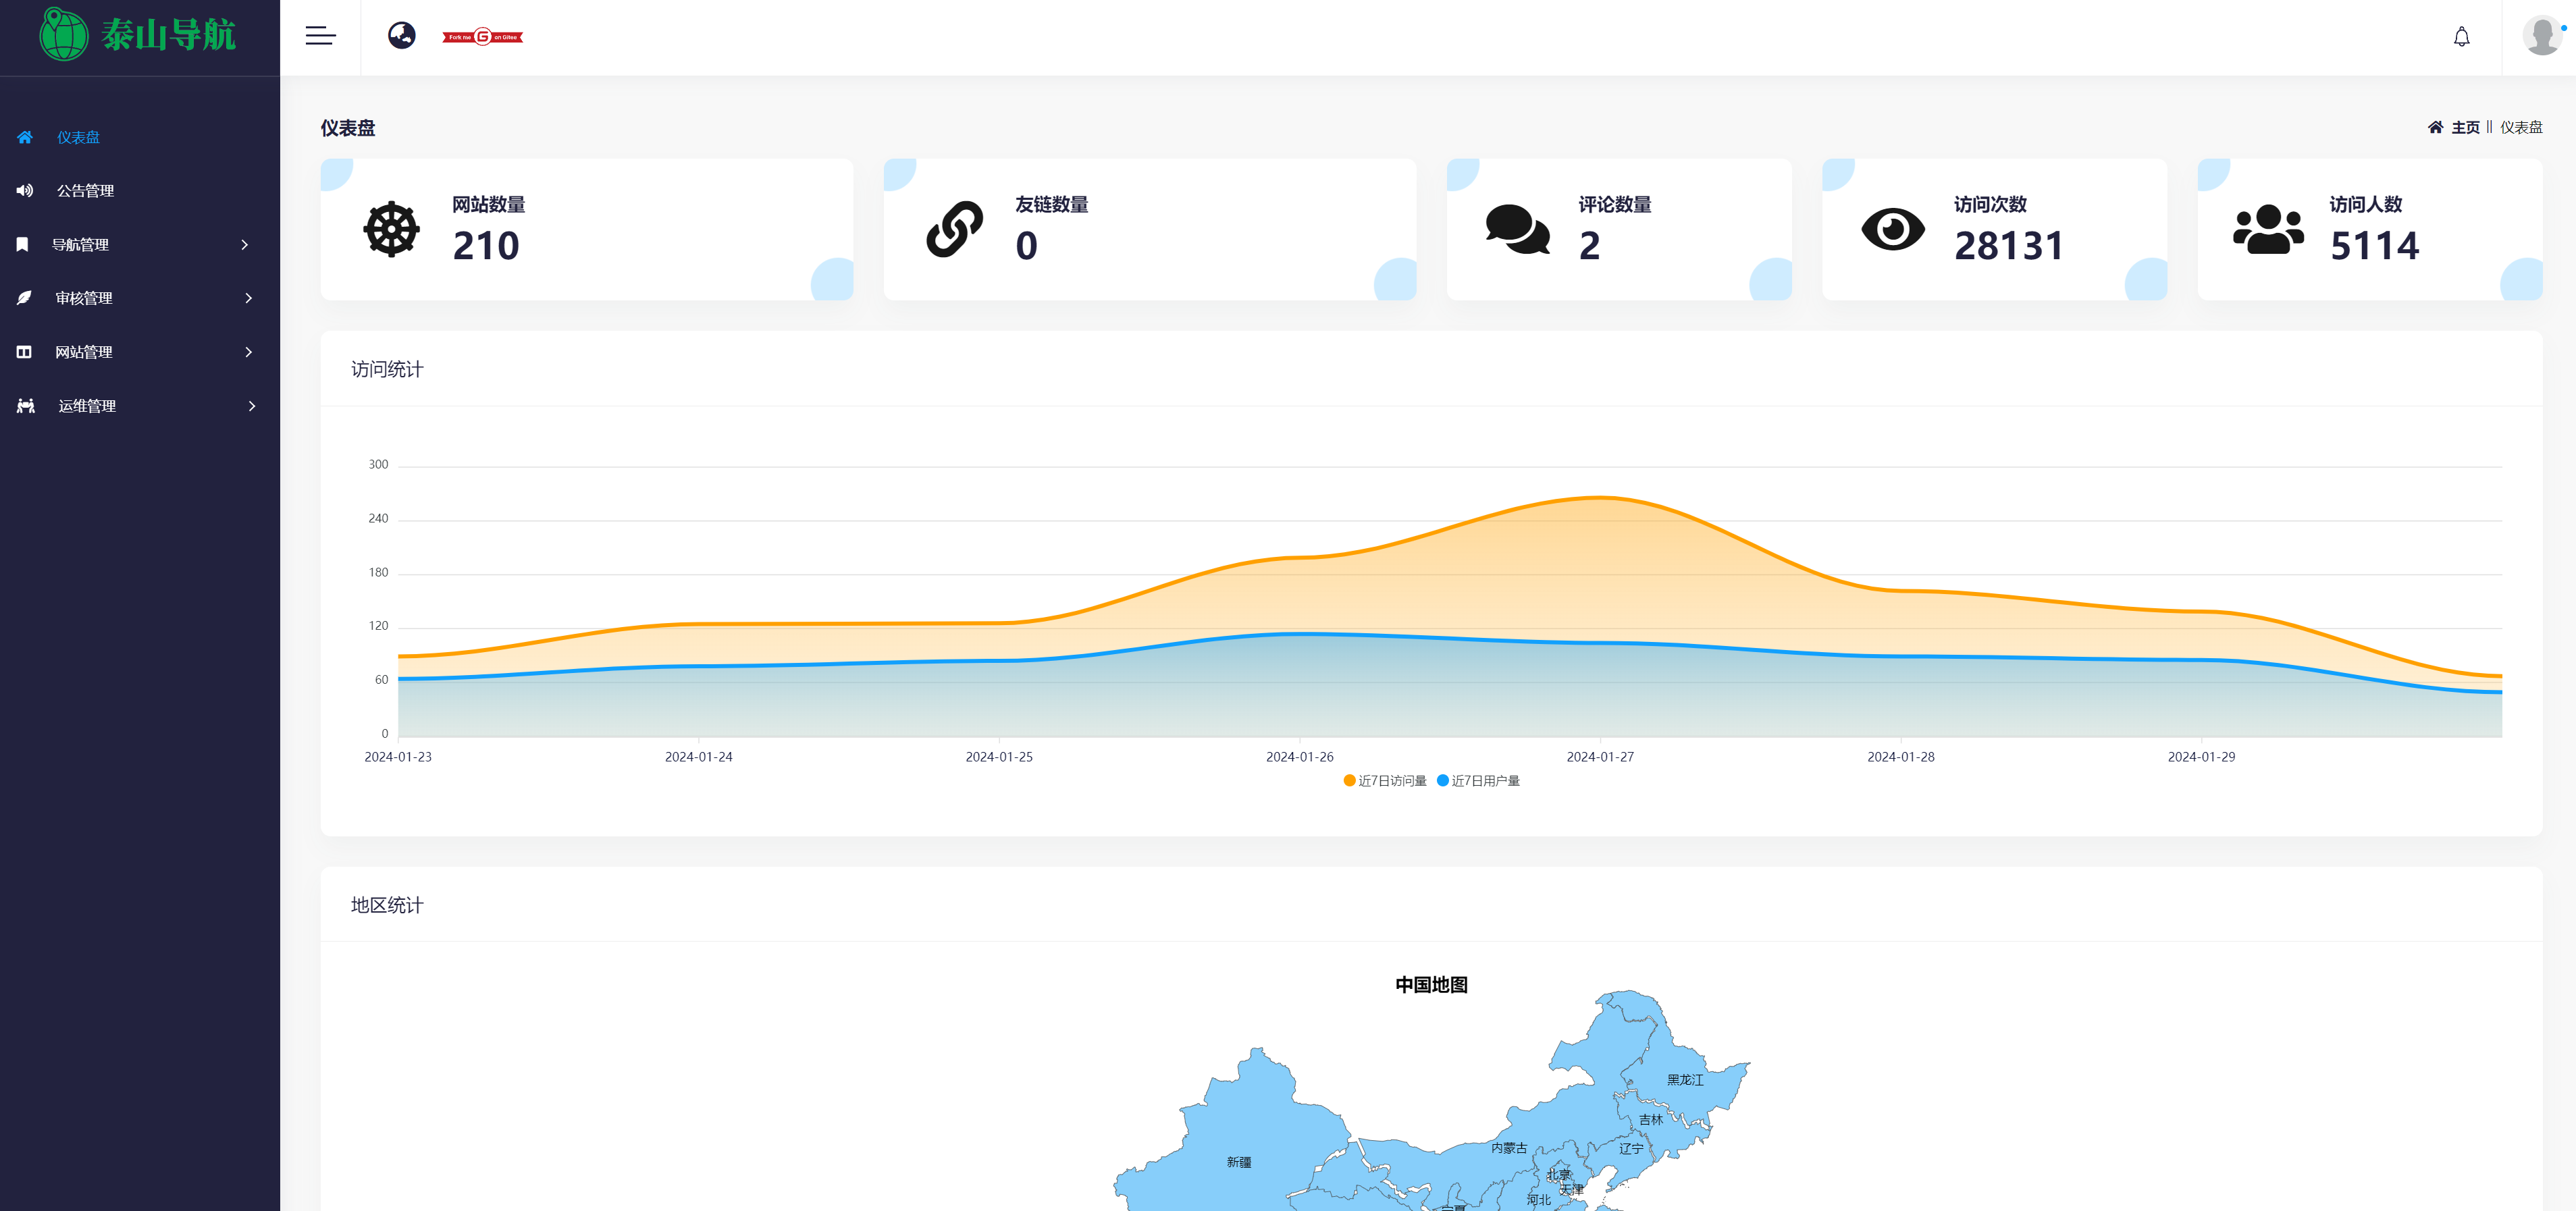 泰山导航
Fork me G on Gitee
仪表盘
公告管理
导航管理
审核管理
网站管理
运维管理
仪表盘
主页 || 仪表盘
网站数量
210
友链数量
0
评论数量
2
访问次数
28131
访问人数
5114
访问统计
300
240
180
120
60
0
2024-01-23 2024-01-24 2024-01-25 2024-01-26 2024-01-27 2024-01-28 2024-01-29
近7日访问量 近7日用户量
地区统计
中国地图
黑龙江
吉林
内蒙古
辽宁
新疆
北京
天津
河北
宁夏